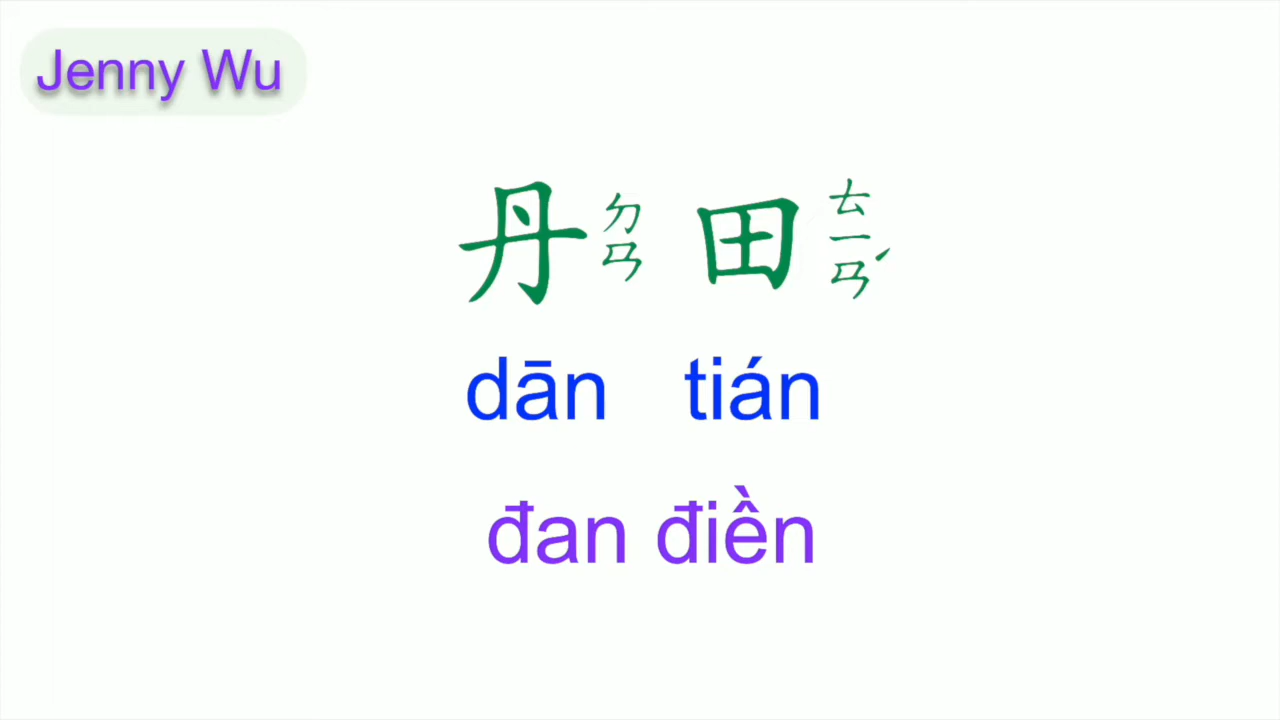 Jenny Wu
丹ㄉㄢ 田ㄊㄧㄢˊ
dān tián
đan điền